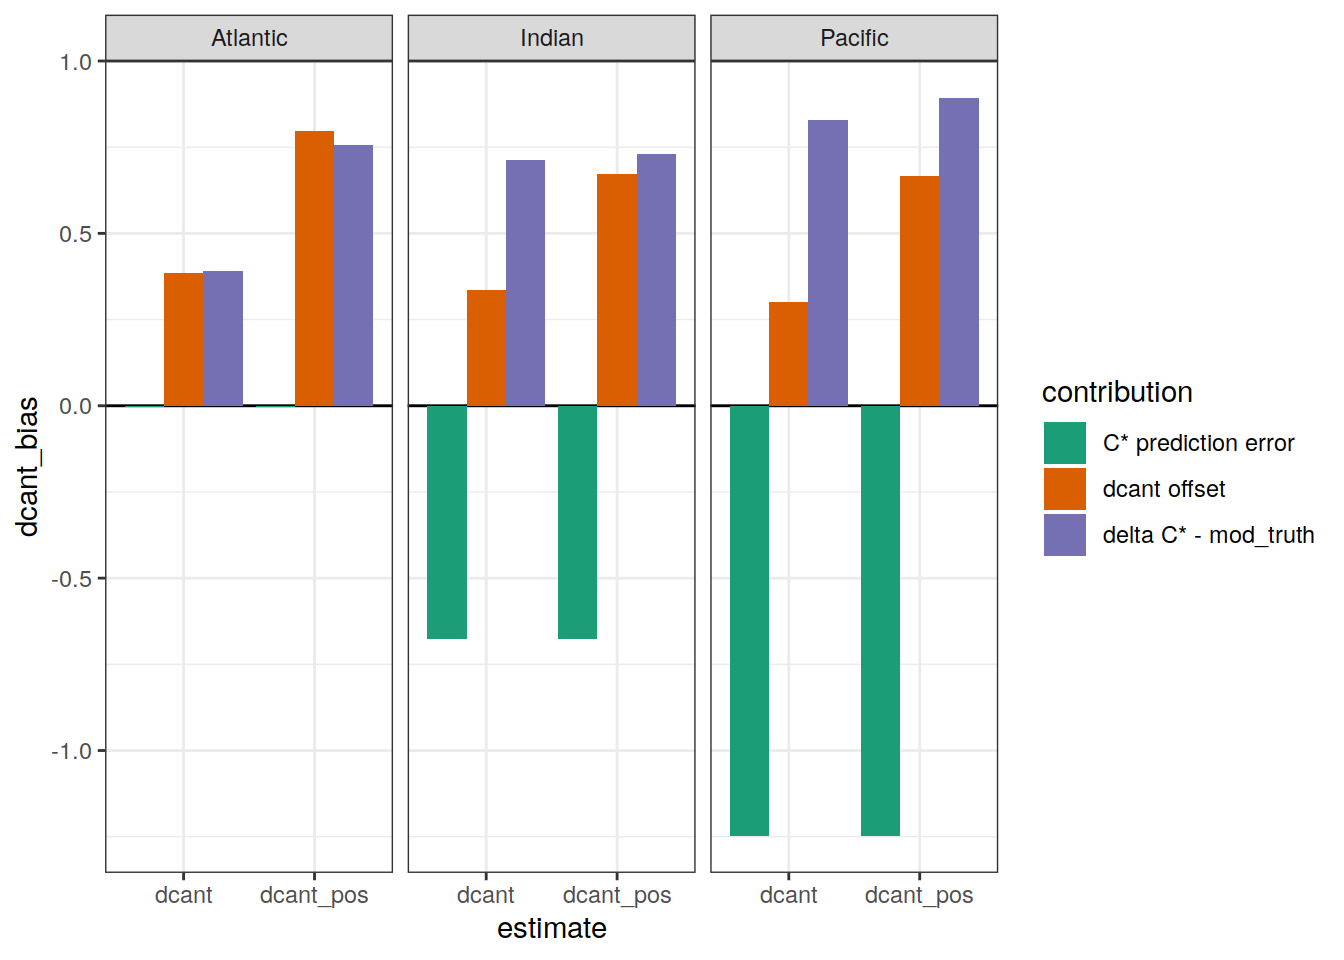 Atlantic
Indian
Pacific
1.0
0.5
0.0
-0.5
-1.0
dcant_bias
dcant
dcant_pos
dcant
dcant_pos
dcant
dcant_pos
estimate
contribution
C* prediction error
dcant offset
delta C* - mod_truth